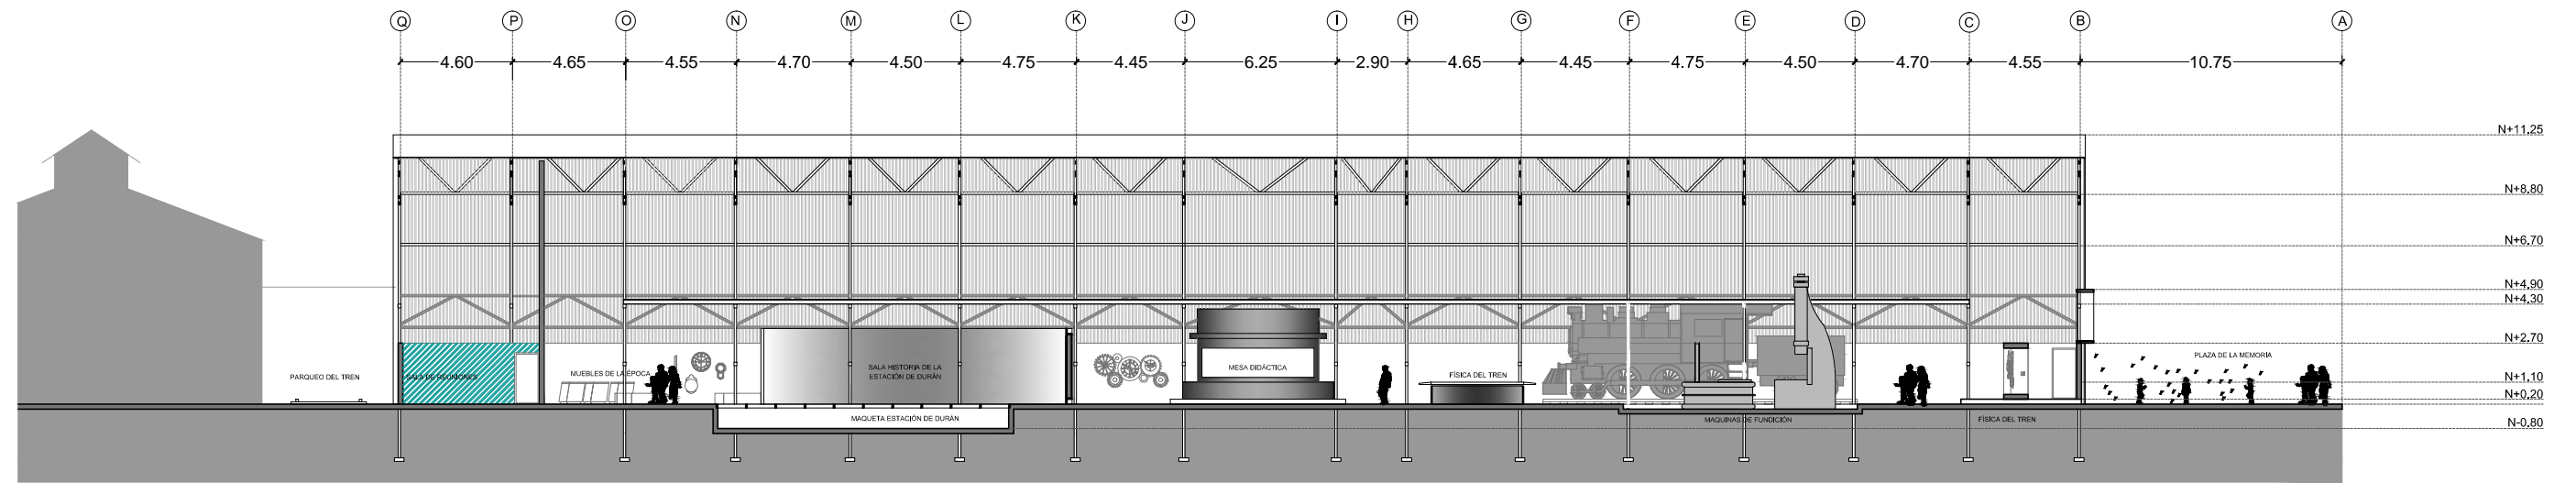 Q P O N M L K J I H G F E D C B A
4.60 4.65 4.55 4.70 4.50 4.75 4.45 6.25 2.90 4.65 4.45 4.75 4.50 4.70 4.55 10.75
N+11.25
N+8.80
N+6.70
N+4.90
N+4.30
N+2.70
PLAZA DE LA MEMORÍA
SALA HISTORIA DE LA
ESTACIÓN DE DURÁN
MESA DIDÁCTICA
PARQUEO DEL TREN
SALA DE REUNIONES
MUEBLES DE LA ÉPOCA
FÍSICA DEL TREN
N+1.10
N+0.20
MAQUETA ESTACIÓN DE DURÁN
MAQUINAS DE FUNDICIÓN
FÍSICA DEL TREN
N-0.80